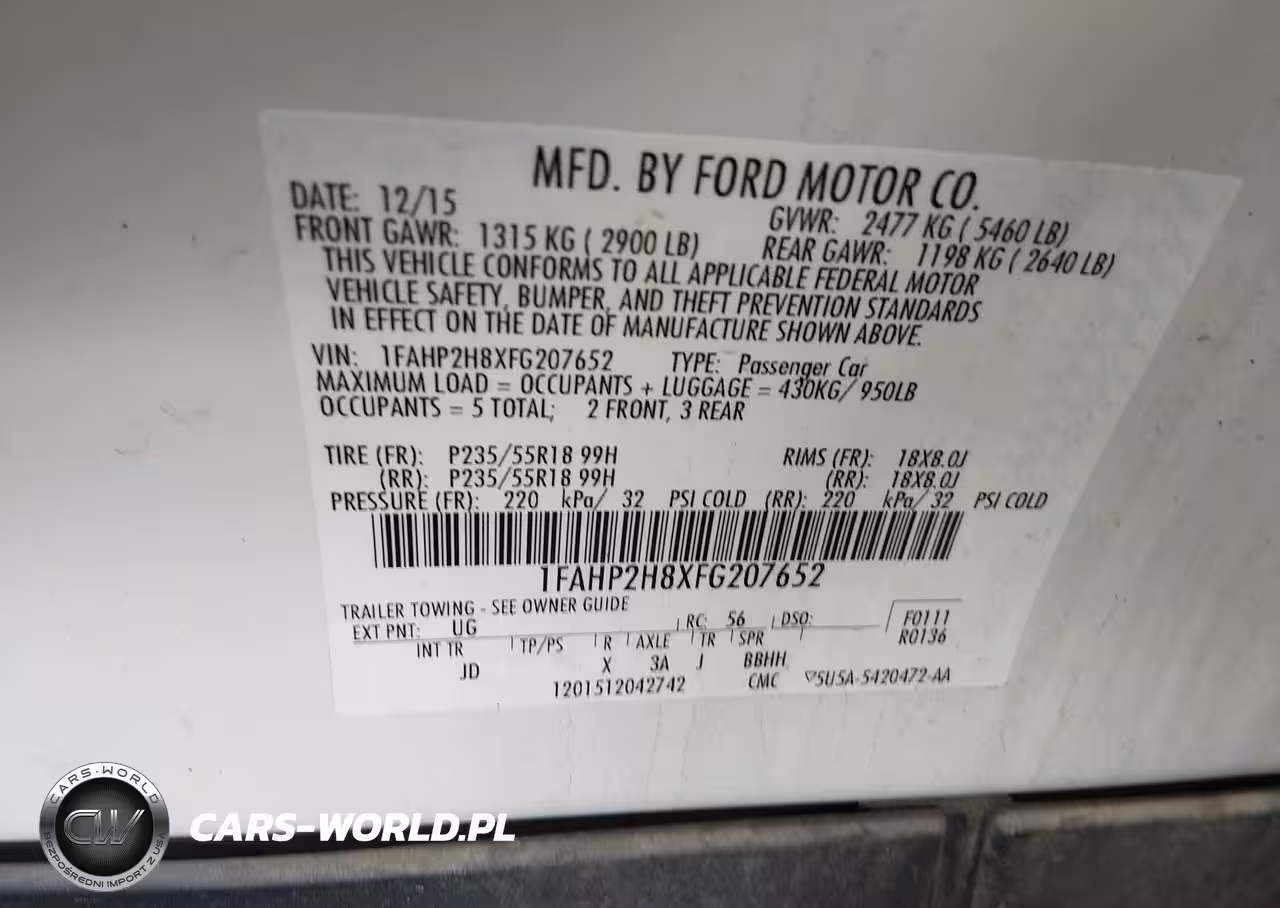 MFD. BY FORD MOTOR CO.
DATE: 12/15 GVWR: 2477 KG ( 5460 LB)
FRONT GAWR: 1315 KG ( 2900 LB) REAR GAWR: 1198 KG ( 2640 LB)
THIS VEHICLE CONFORMS TO ALL APPLICABLE FEDERAL MOTOR
VEHICLE SAFETY, BUMPER, AND THEFT PREVENTION STANDARDS
IN EFFECT ON THE DATE OF MANUFACTURE SHOWN ABOVE.
VIN: 1FAHP2H8XFG207652 TYPE: Passenger Car
MAXIMUM LOAD = OCCUPANTS + LUGGAGE = 430KG/ 950LB
OCCUPANTS = 5 TOTAL; 2 FRONT, 3 REAR
TIRE (FR): P235/55R18 99H RIMS (FR): 18X8.0J
(RR): P235/55R18 99H (RR): 18X8.0J
PRESSURE (FR): 220 kPa/ 32 PSI COLD (RR): 220 kPa/ 32 PSI COLD
1FAHP2H8XFG207652
TRAILER TOWING - SEE OWNER GUIDE
EXT PNT: UG RC: 56 DSO: F0111
R0136
INT TR TP/PS R AXLE TR SPR
JD X 3A J BBHH
1201512042742 CMC SU5A-5420472-AA
CARS-WORLD
CW
BEZPOŚREDNI IMPORT Z USA
CARS-WORLD.PL